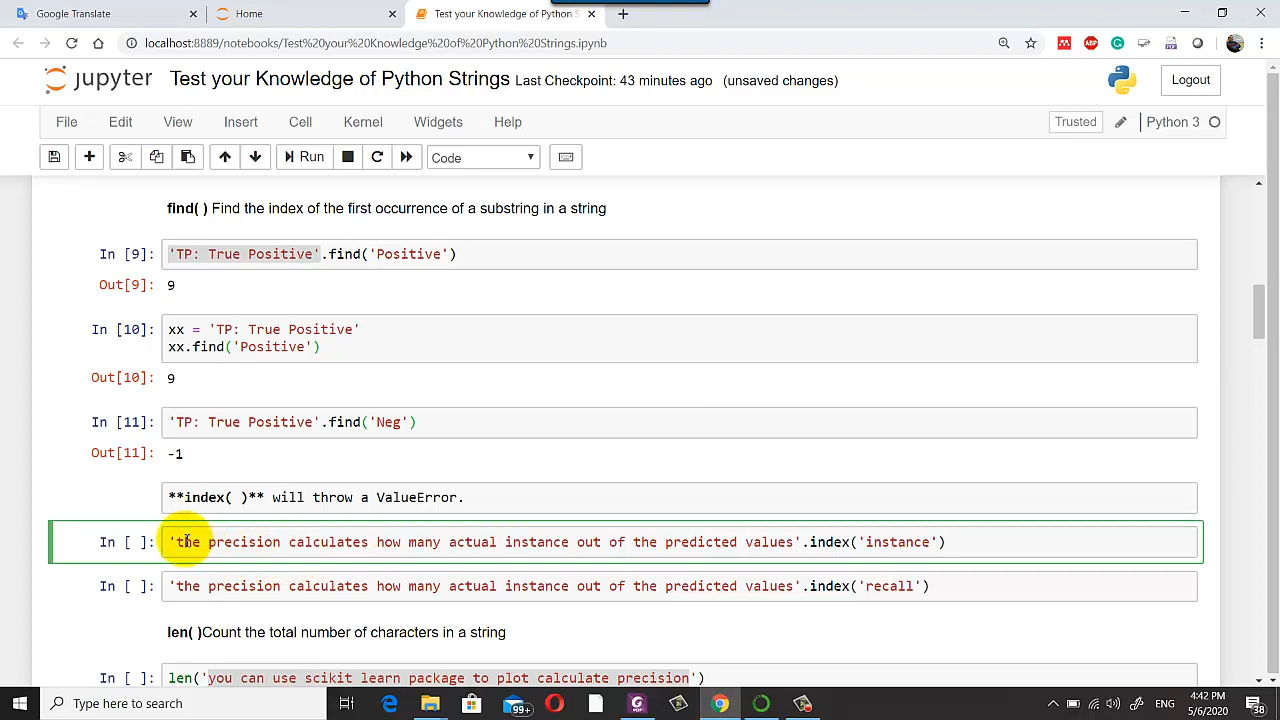 Google Translate
Home
Test your Knowledge of Python S
localhost:8889/notebooks/Test%20your%20Knowledge%20of%20Python%20Strings.ipynb
ABP
jupyter Test your Knowledge of Python Strings Last Checkpoint: 43 minutes ago (unsaved changes)
Logout
File Edit View Insert Cell Kernel Widgets Help
Trusted Python 3
Run Code
find( ) Find the index of the first occurrence of a substring in a string
In [9]: 'TP: True Positive'.find('Positive')
Out[9]: 9
In [10]: xx = 'TP: True Positive'
xx.find('Positive')
Out[10]: 9
In [11]: 'TP: True Positive'.find('Neg')
Out[11]: -1
**index( )** will throw a ValueError.
In [ ]: 'the precision calculates how many actual instance out of the predicted values'.index('instance')
In [ ]: 'the precision calculates how many actual instance out of the predicted values'.index('recall')
len( )Count the total number of characters in a string
In [ ]: len('you can use scikit learn package to plot calculate precision')
Type here to search
99+
ENG
4:42 PM
5/6/2020
38